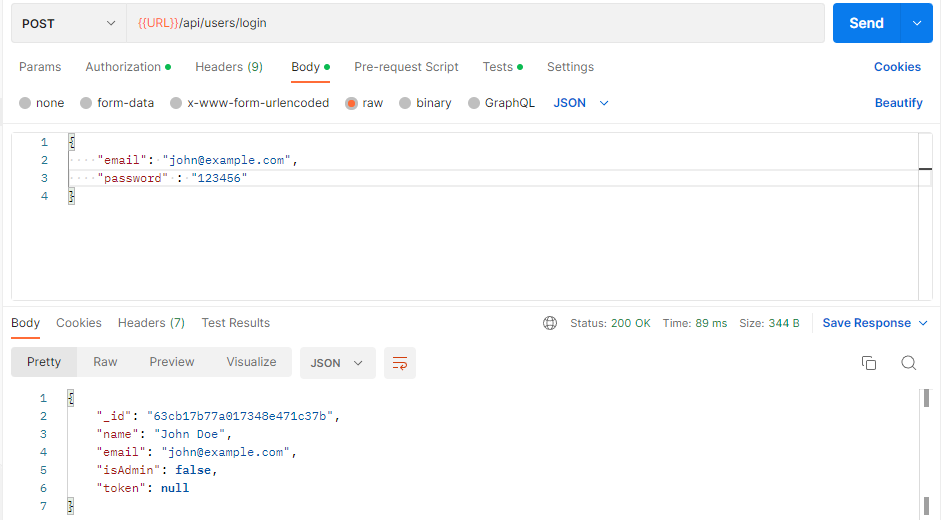 POST {{URL}}/api/users/login Send
Params Authorization Headers (9) Body Pre-request Script Tests Settings Cookies
none form-data x-www-form-urlencoded raw binary GraphQL JSON Beautify
1 {
2 "email": "john@example.com",
3 "password" : "123456"
4 }
Body Cookies Headers (7) Test Results Status: 200 OK Time: 89 ms Size: 344 B Save Response
Pretty Raw Preview Visualize JSON
1 {
2 "_id": "63cb17b77a017348e471c37b",
3 "name": "John Doe",
4 "email": "john@example.com",
5 "isAdmin": false,
6 "token": null
7 }